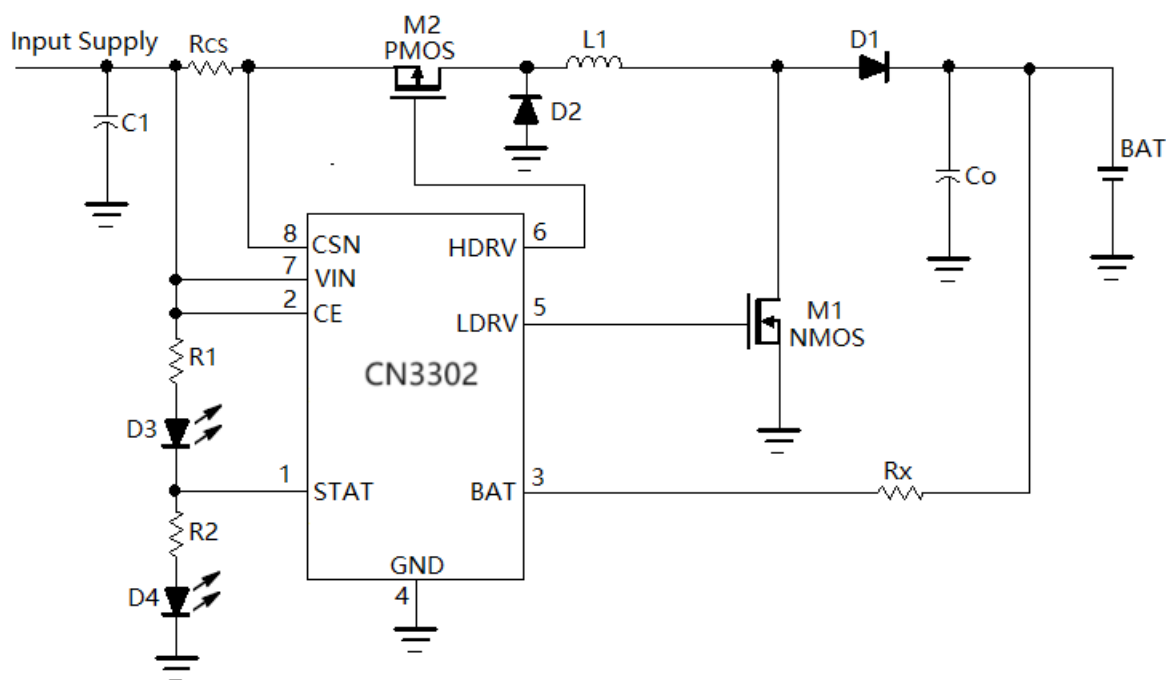 Input Supply
Rcs
M2
PMOS
L1
D1
C1
D2
Co
BAT
8
CSN
HDRV
6
7
VIN
2
CE
LDRV
5
M1
NMOS
R1
CN3302
D3
1
STAT
BAT
3
Rx
R2
GND
D4
4